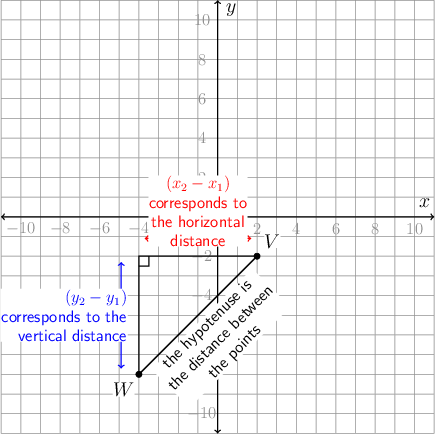 y
10
8
6
4
2
(x₂ − x₁)
corresponds to
the horizontal
distance
x
−10
−8
−6
−4
2
4
6
8
10
V
−2
−4
(y₂ − y₁)
corresponds to the
vertical distance
the hypotenuse is
the distance between
the points
W
−10